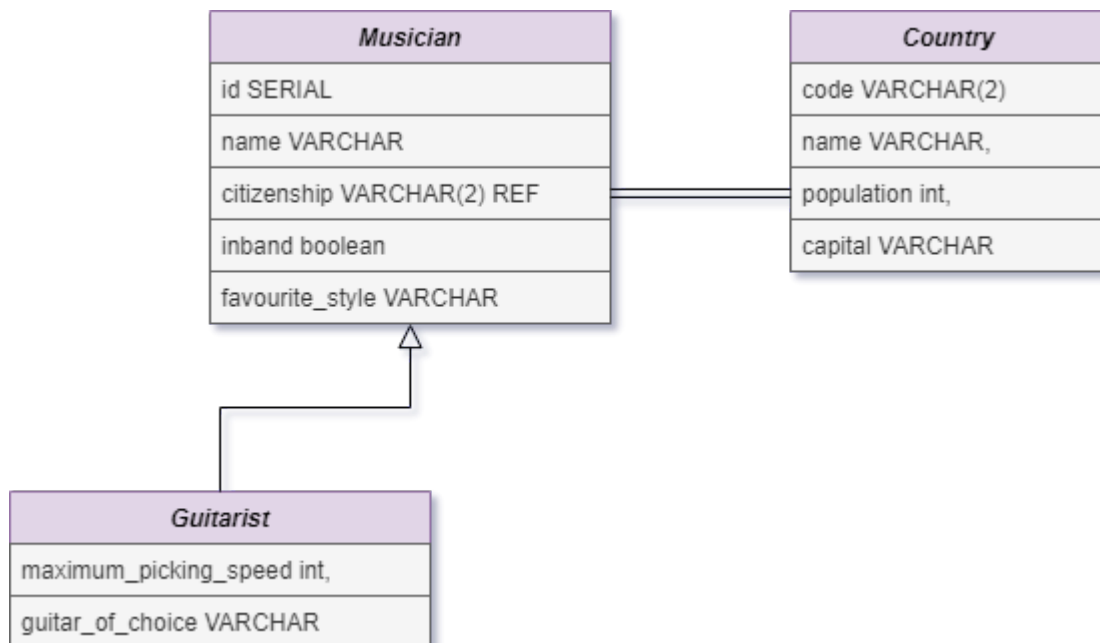 Musician
id SERIAL
name VARCHAR
citizenship VARCHAR(2) REF
inband boolean
favourite_style VARCHAR
Country
code VARCHAR(2)
name VARCHAR,
population int,
capital VARCHAR
Guitarist
maximum_picking_speed int,
guitar_of_choice VARCHAR